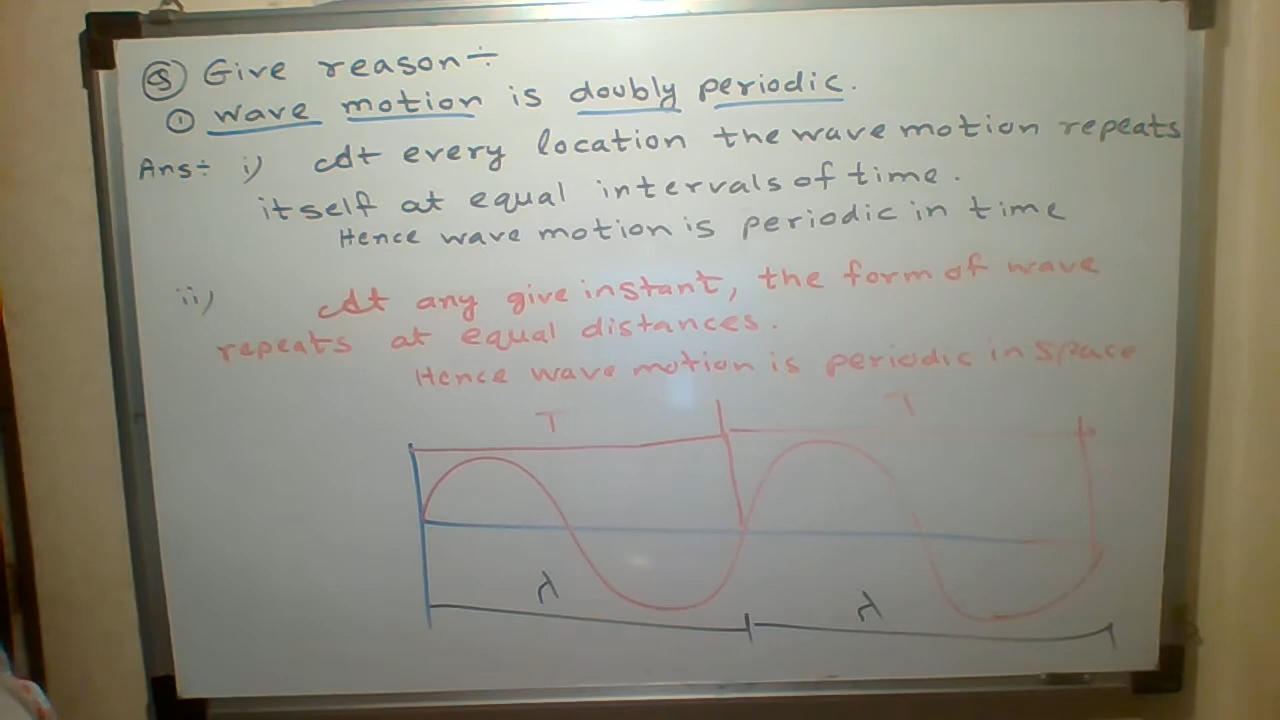 ⑤ Give reason÷
① Wave motion is doubly periodic.
Ans÷ i) At every location the wave motion repeats
itself at equal intervals of time.
Hence wave motion is periodic in time
ii) At any give instant, the form of wave
repeats at equal distances.
Hence wave motion is periodic in space
T T
λ λ